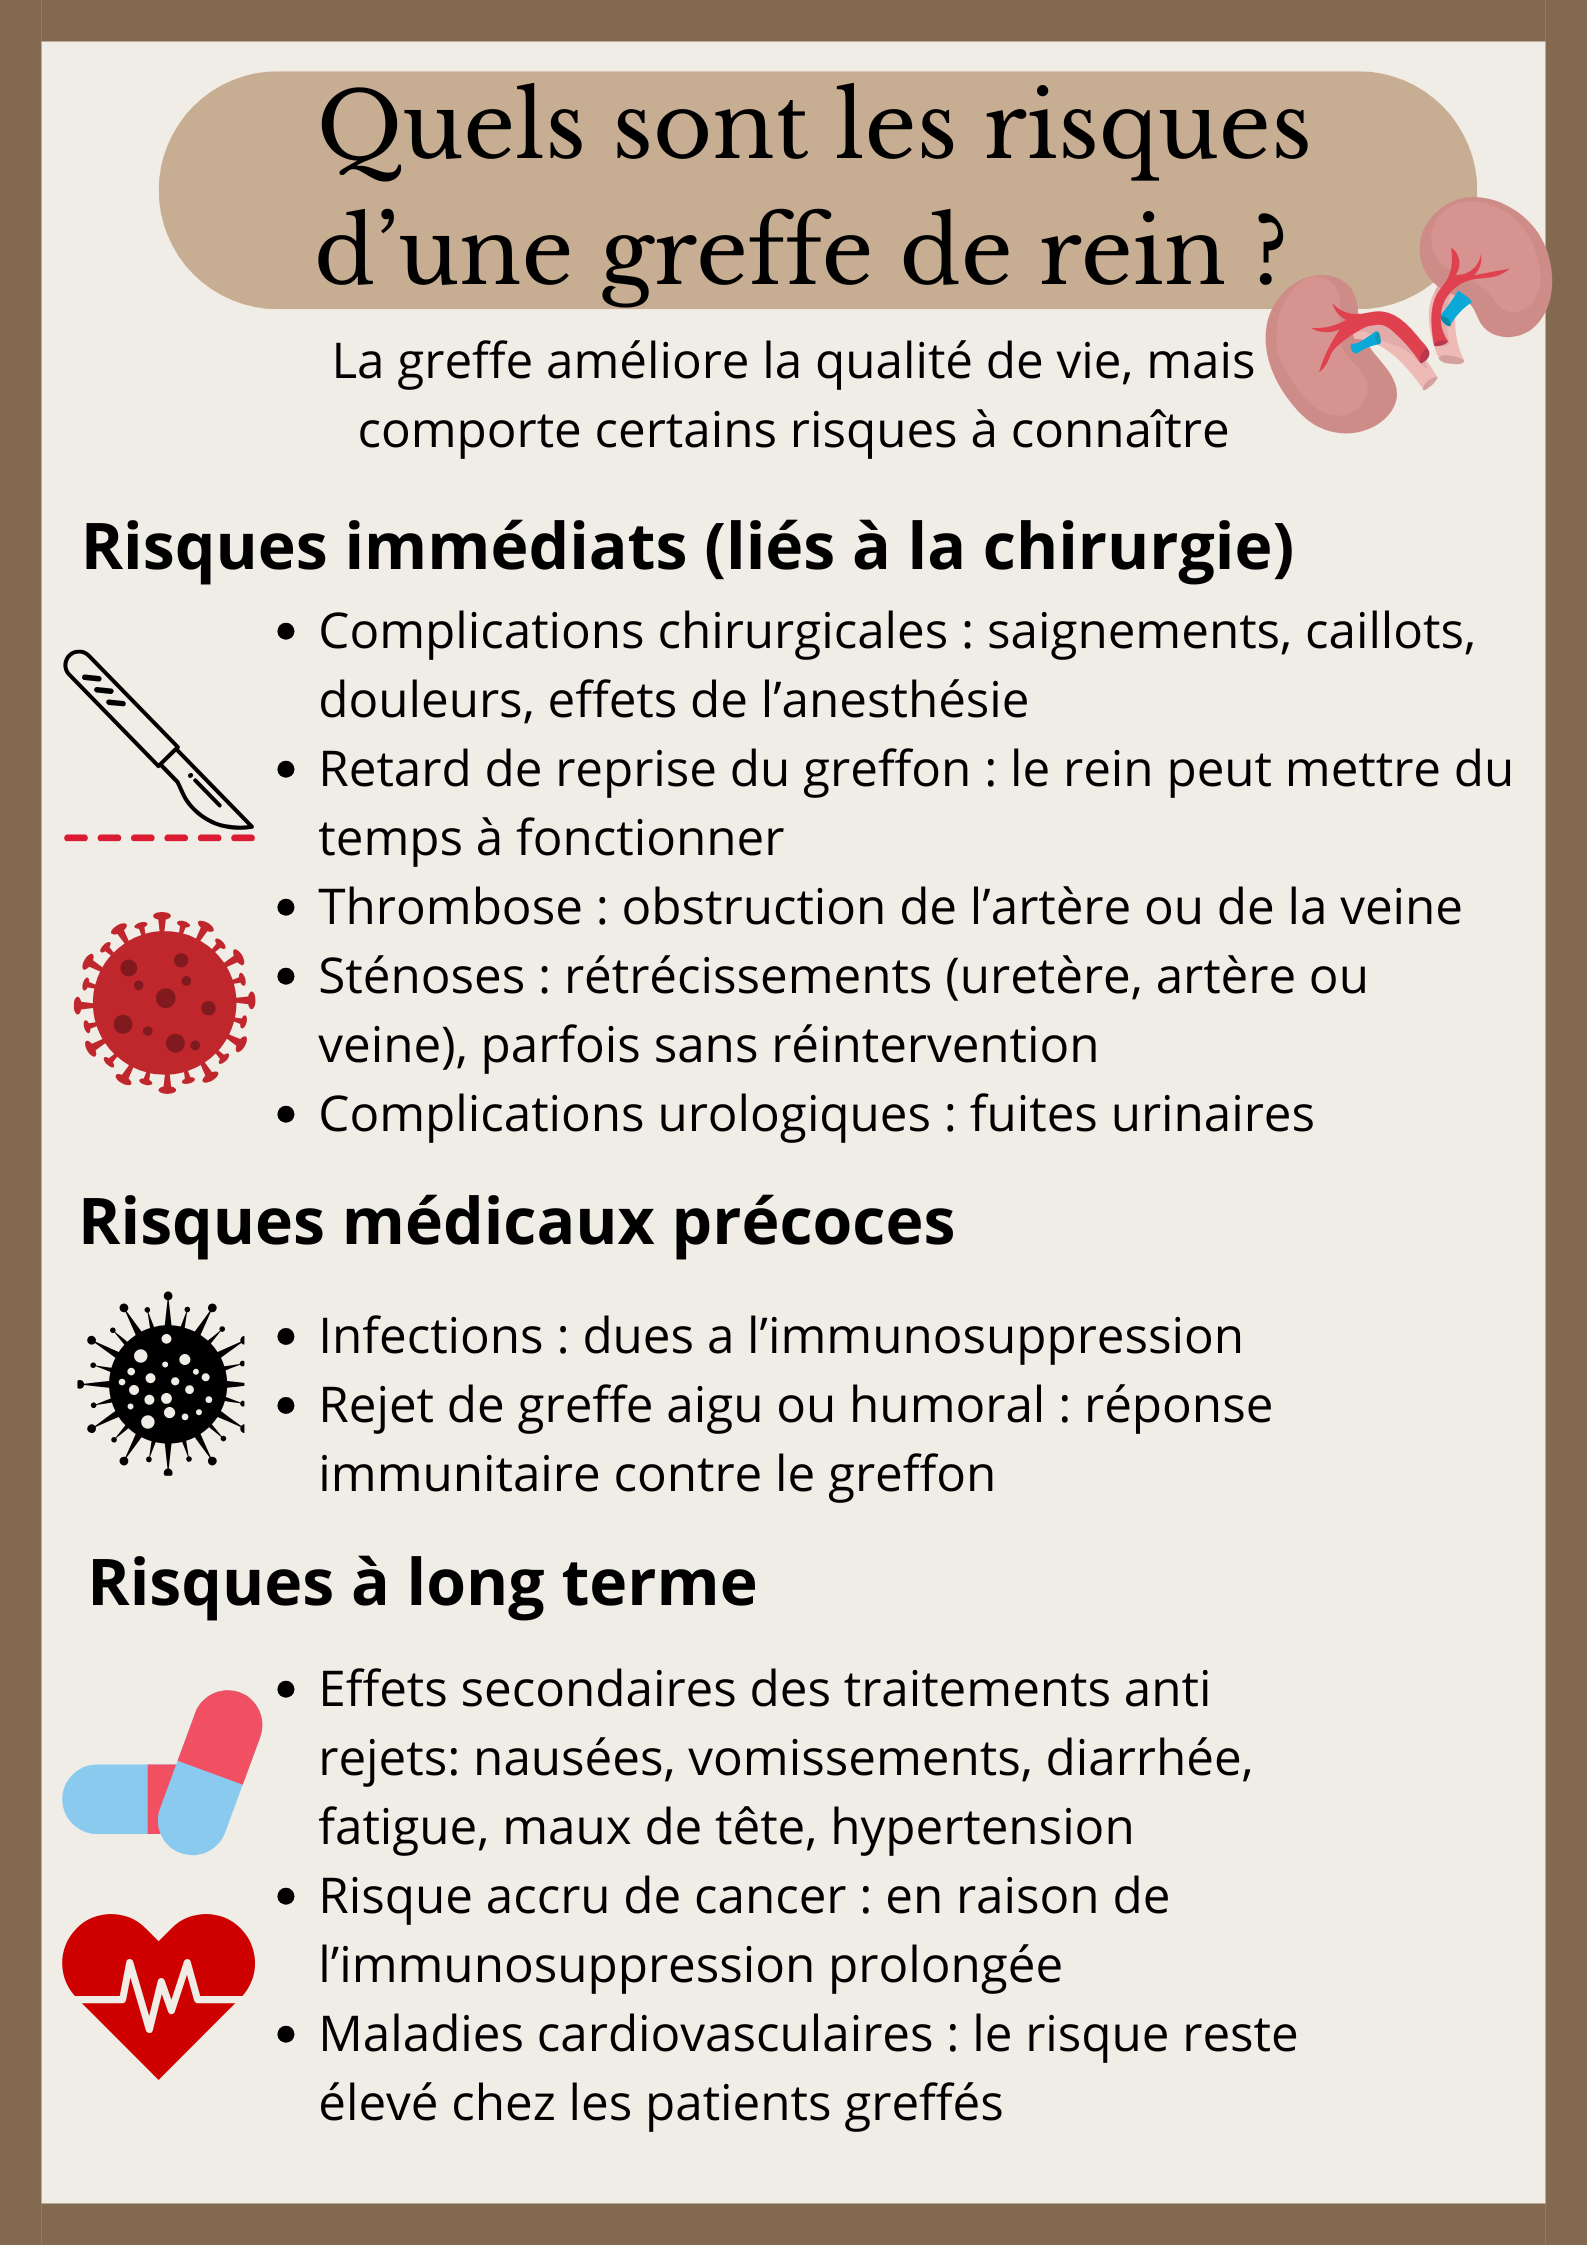 Quels sont les risques
d’une greffe de rein ?
La greffe améliore la qualité de vie, mais
comporte certains risques à connaître
Risques immédiats (liés à la chirurgie)
• Complications chirurgicales : saignements, caillots,
douleurs, effets de l’anesthésie
• Retard de reprise du greffon : le rein peut mettre du
temps à fonctionner
• Thrombose : obstruction de l’artère ou de la veine
• Sténoses : rétrécissements (uretère, artère ou
veine), parfois sans réintervention
• Complications urologiques : fuites urinaires
Risques médicaux précoces
• Infections : dues a l’immunosuppression
• Rejet de greffe aigu ou humoral : réponse
immunitaire contre le greffon
Risques à long terme
• Effets secondaires des traitements anti
rejets: nausées, vomissements, diarrhée,
fatigue, maux de tête, hypertension
• Risque accru de cancer : en raison de
l’immunosuppression prolongée
• Maladies cardiovasculaires : le risque reste
élevé chez les patients greffés